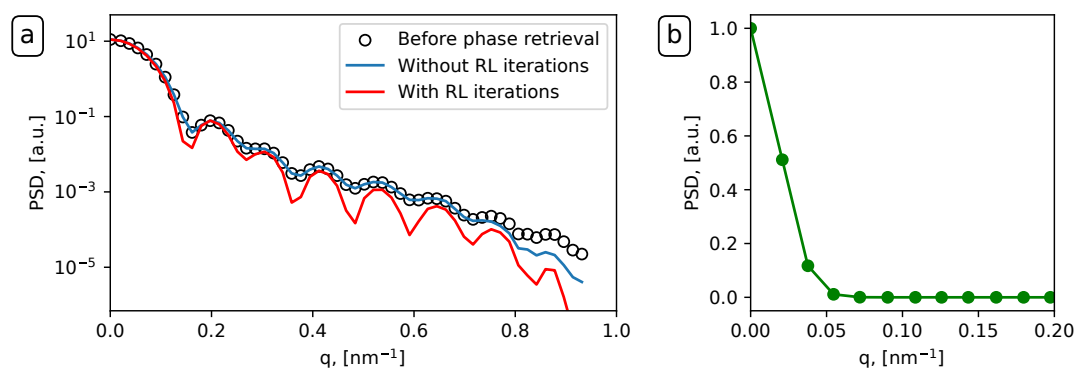 a
PSD, [a.u.]
10¹
10⁻¹
10⁻³
10⁻⁵
Before phase retrieval
Without RL iterations
With RL iterations
0.0 0.2 0.4 0.6 0.8 1.0
q, [nm⁻¹]
b
PSD, [a.u.]
1.0
0.8
0.6
0.4
0.2
0.0
0.00 0.05 0.10 0.15 0.20
q, [nm⁻¹]